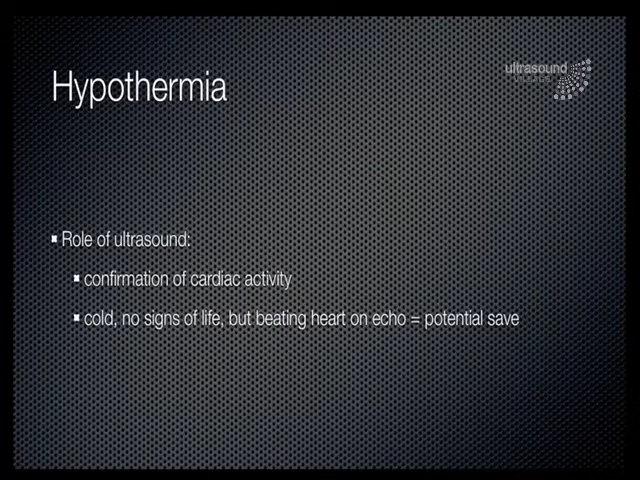 ultrasound
Hypothermia
Role of ultrasound:
confirmation of cardiac activity
cold, no signs of life, but beating heart on echo = potential save